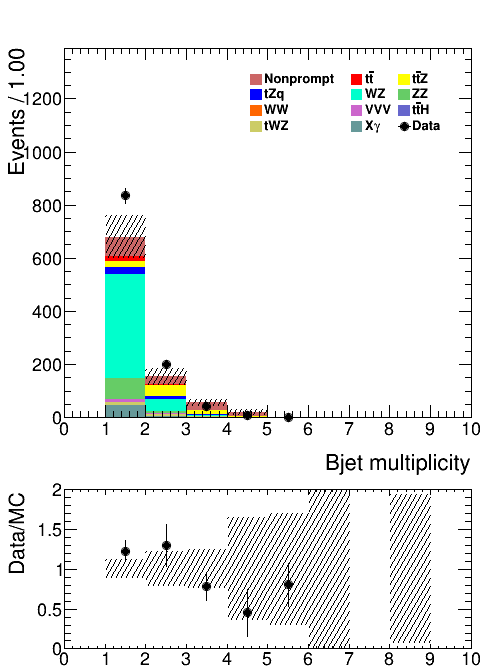 Events / 1.00
1200
1000
800
600
400
200
0
Nonprompt
tt̄
tt̄Z
tZq
WZ
ZZ
WW
VVV
tt̄H
tWZ
Xγ
Data
0 1 2 3 4 5 6 7 8 9 10
Bjet multiplicity
Data/MC
2
1.5
1
0.5
0
0 1 2 3 4 5 6 7 8 9 10